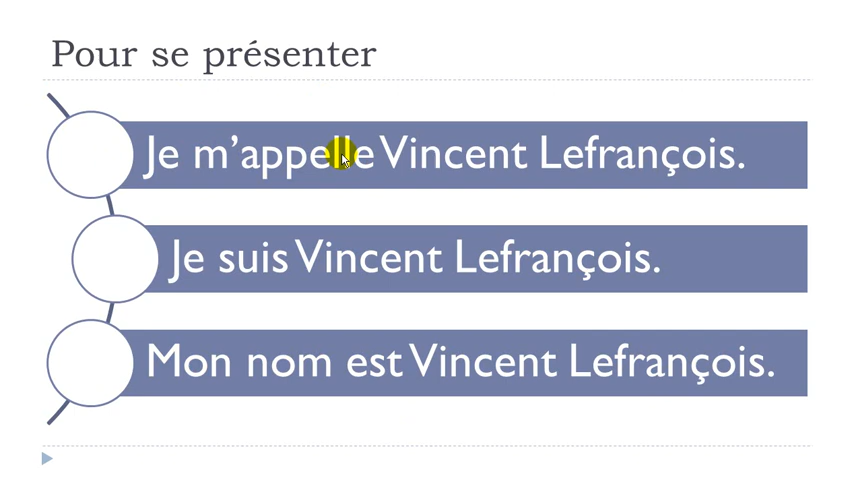 Pour se présenter
Je m’appelle Vincent Lefrançois.
Je suis Vincent Lefrançois.
Mon nom est Vincent Lefrançois.